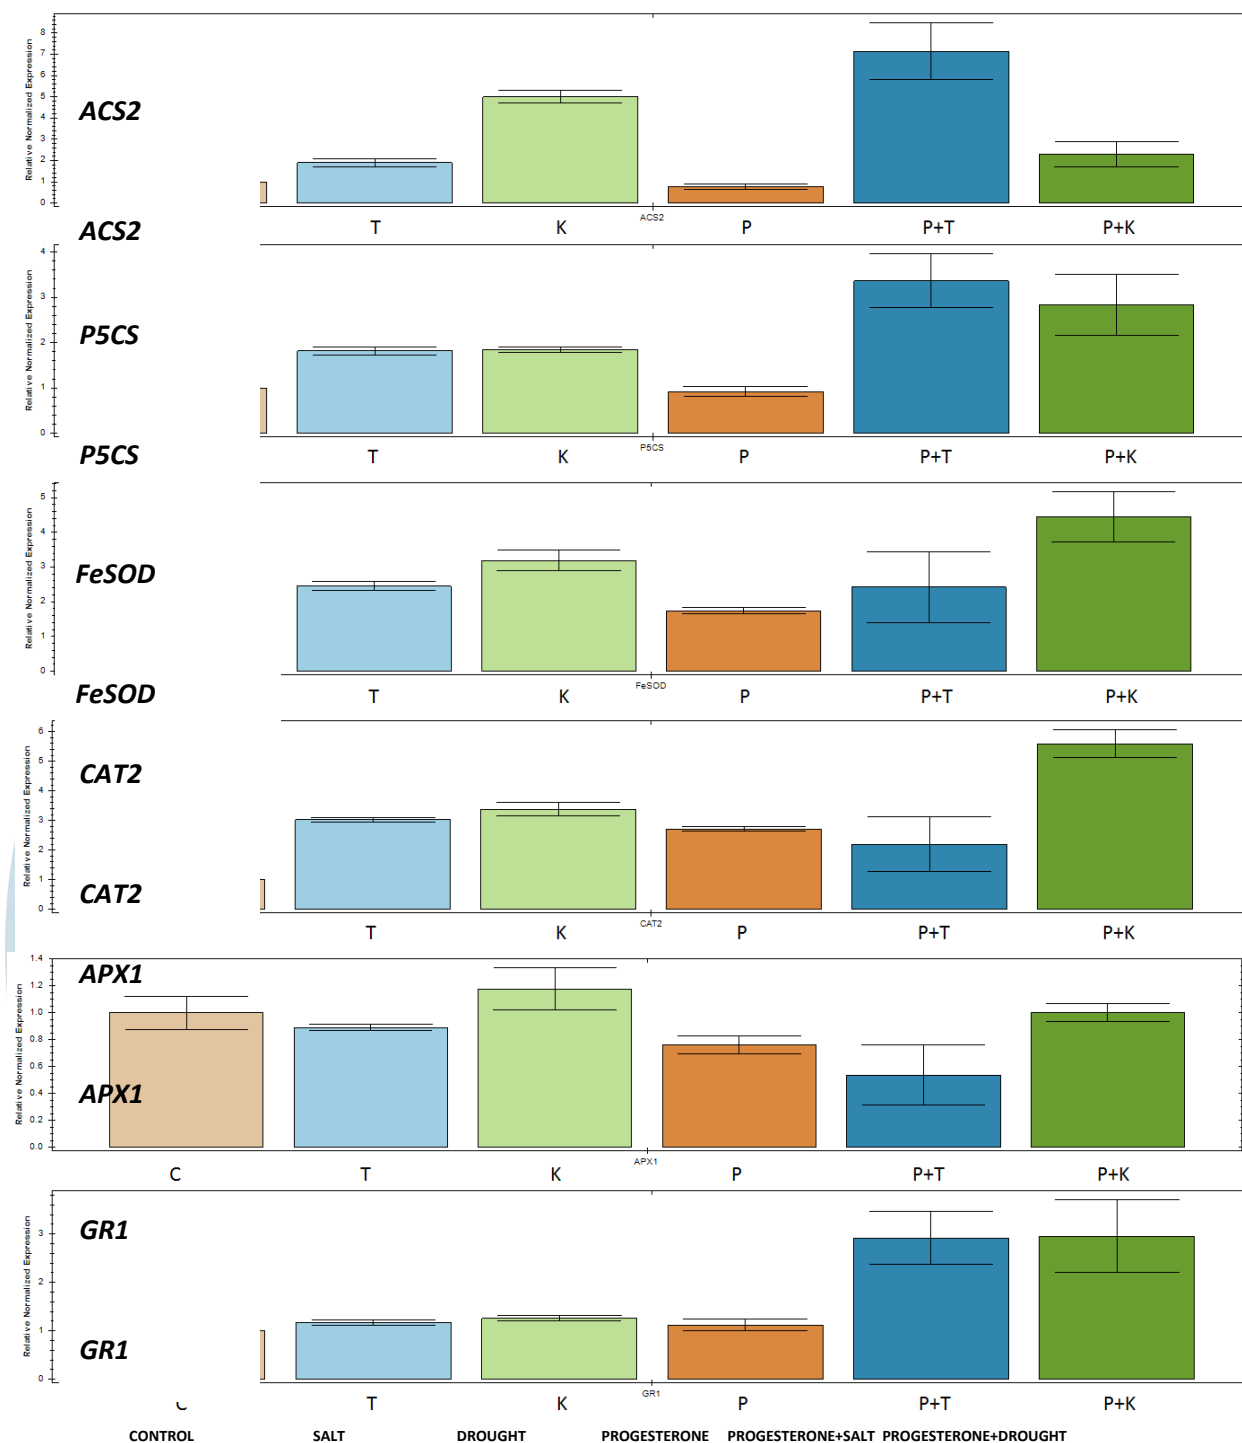 Relative Normalized Expression
8
7
6
5
4
3
2
1
0
ACS2
ACS2
T K P P+T P+K
ACS2
Relative Normalized Expression
4
3
2
1
0
P5CS
P5CS
T K P P+T P+K
P5CS
5
4
3
2
1
0
Relative Normalized Expression
FeSOD
FeSOD
T K P P+T P+K
FeSOD
Relative Normalized Expression
6
5
4
3
2
1
0
CAT2
CAT2
T K P P+T P+K
CAT2
Relative Normalized Expression
1.4
1.2
1.0
0.8
0.6
0.4
0.2
0.0
APX1
APX1
C T K P P+T P+K
APX1
Relative Normalized Expression
3
2
1
0
GR1
GR1
T K P P+T P+K
GR1
CONTROL SALT DROUGHT PROGESTERONE PROGESTERONE+SALT PROGESTERONE+DROUGHT